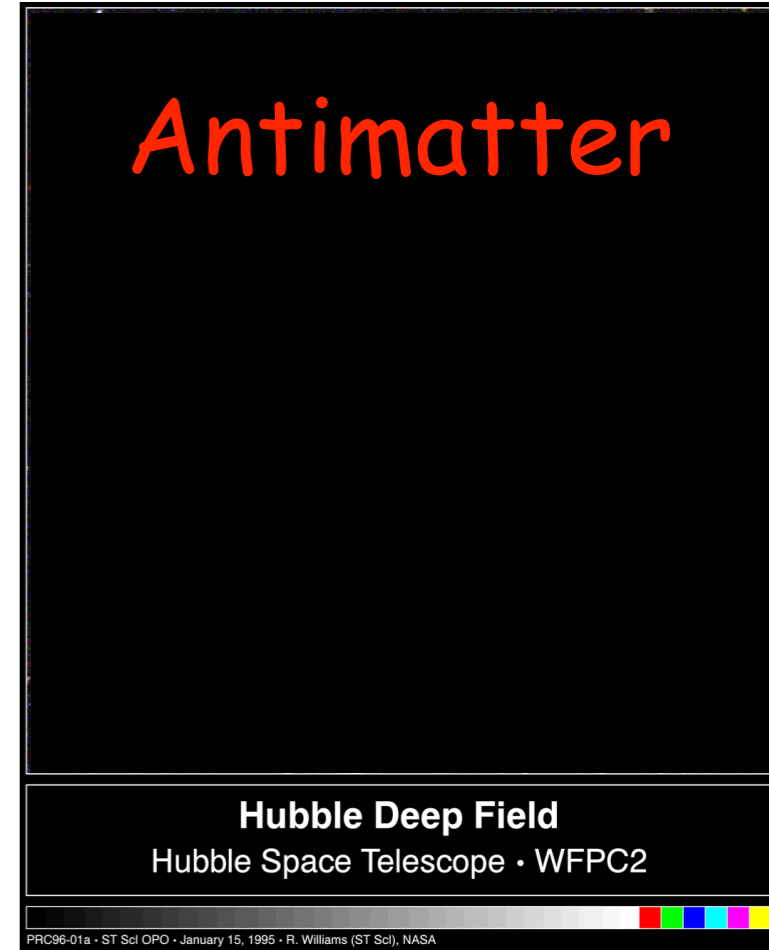 Antimatter
Hubble Deep Field
Hubble Space Telescope • WFPC2
PRC96-01a • ST ScI OPO • January 15, 1995 • R. Williams (ST ScI), NASA